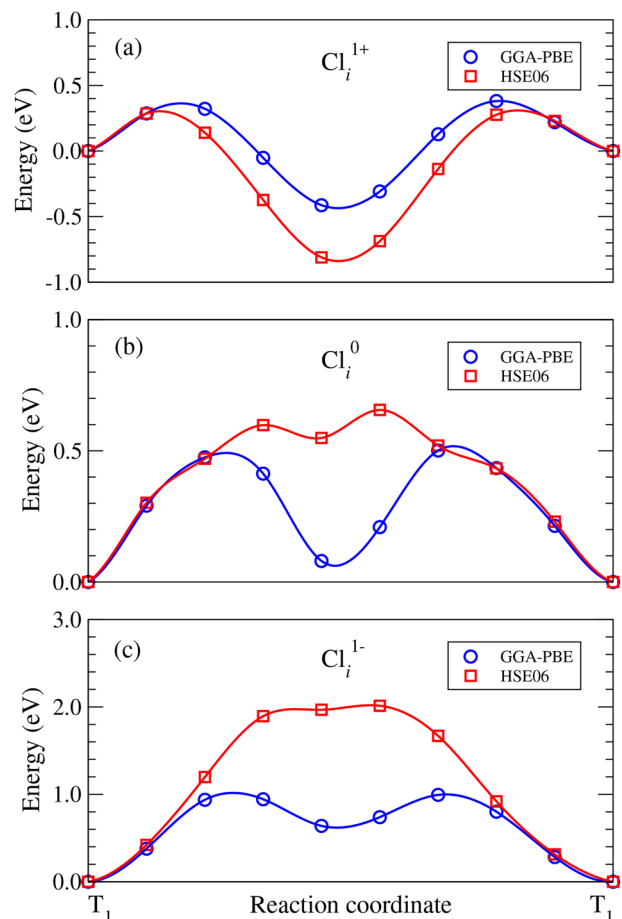 1.0
(a)
Cl_i^{1+}
GGA-PBE
HSE06
0.5
0.0
-0.5
-1.0
Energy (eV)
1.0
(b)
Cl_i^0
GGA-PBE
HSE06
0.5
0.0
Energy (eV)
3.0
(c)
Cl_i^{1-}
GGA-PBE
HSE06
2.0
1.0
0.0
Energy (eV)
T_1 Reaction coordinate T_1